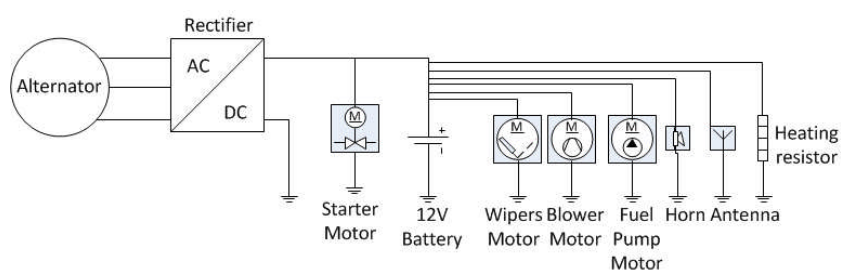 Rectifier
Alternator
AC
DC
M
+
M
M
M
Heating
resistor
Starter
Motor
12V
Battery
Wipers
Motor
Blower
Motor
Fuel
Pump
Motor
Horn
Antenna